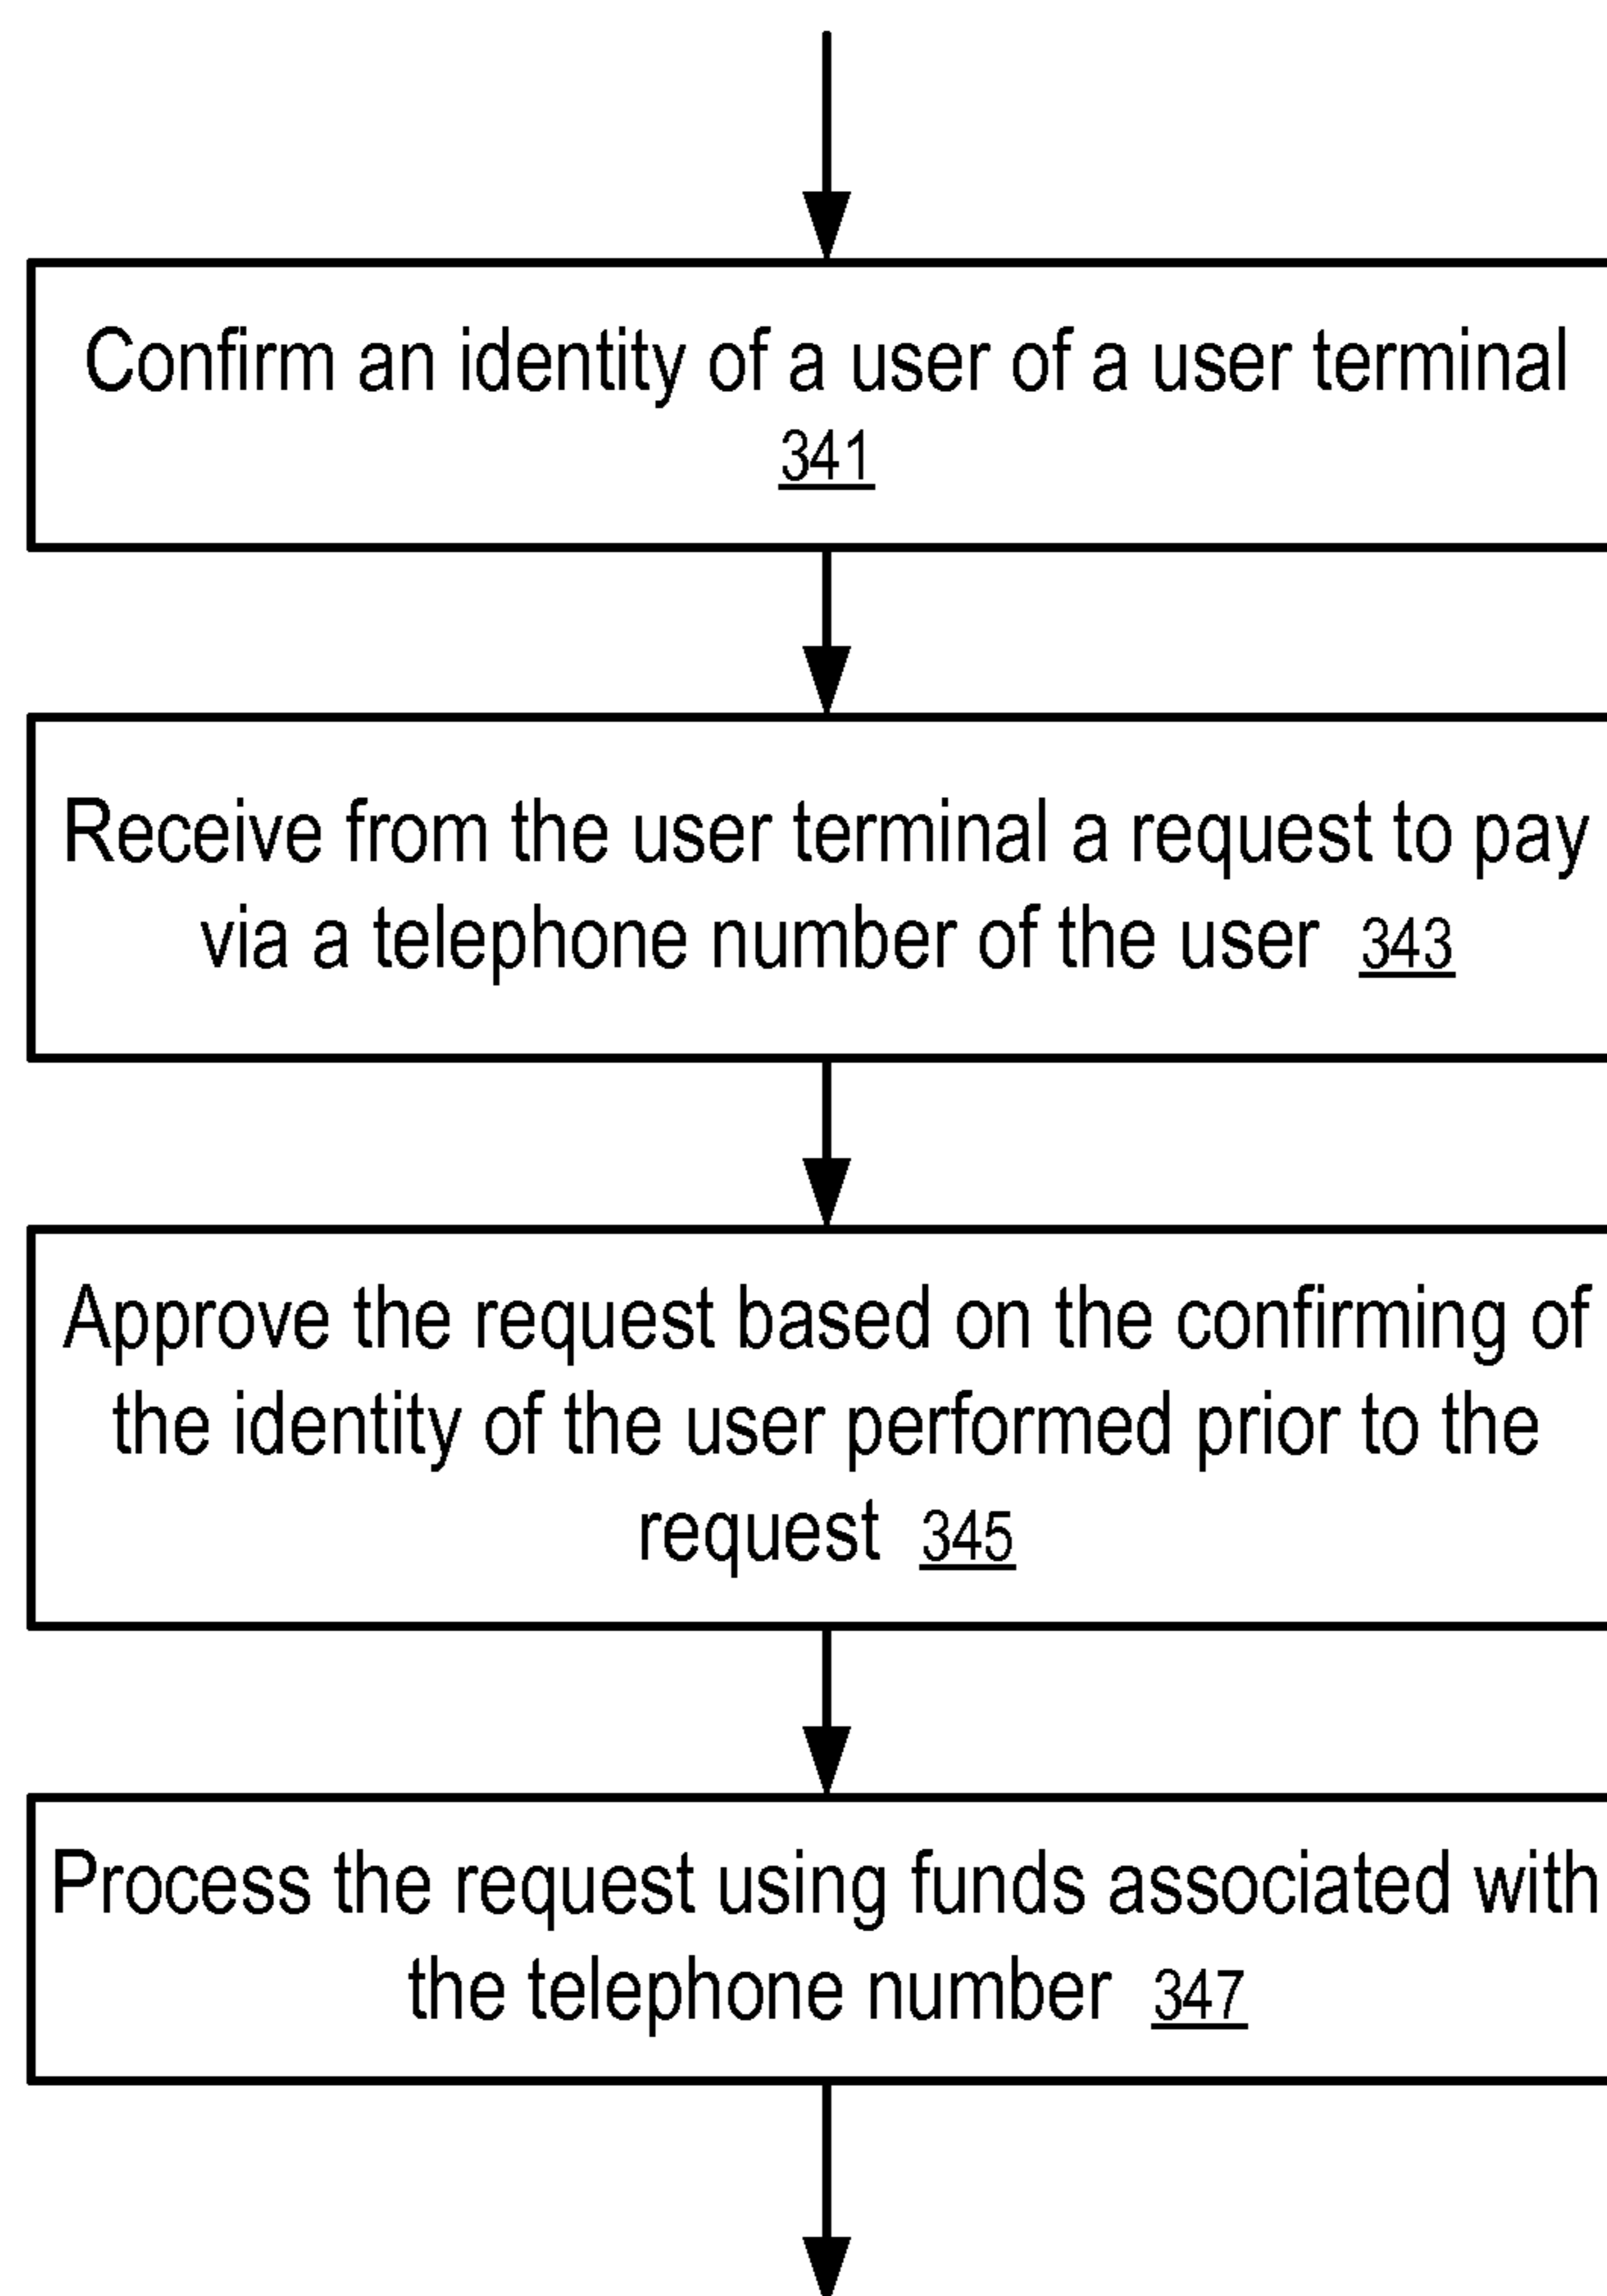 Confirm an identity of a user of a user terminal
341
Receive from the user terminal a request to pay
via a telephone number of the user 343
Approve the request based on the confirming of
the identity of the user performed prior to the
request 345
Process the request using funds associated with
the telephone number 347